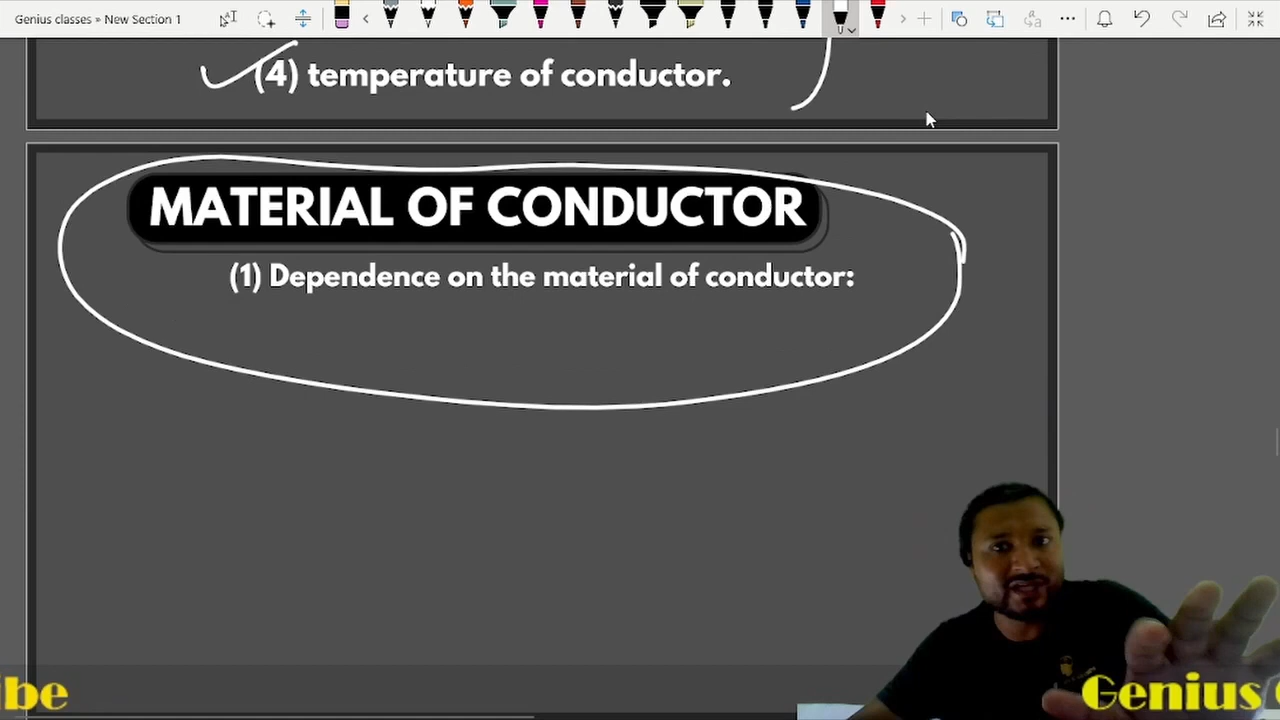 Genius classes » New Section 1
(4) temperature of conductor.
MATERIAL OF CONDUCTOR
(1) Dependence on the material of conductor:
ibe
Genius